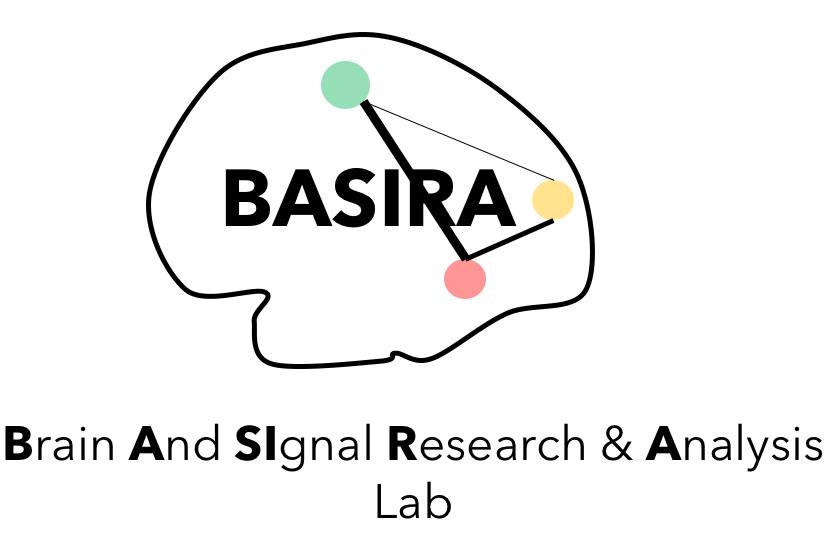 BASIRA
Brain And SIgnal Research & Analysis
Lab